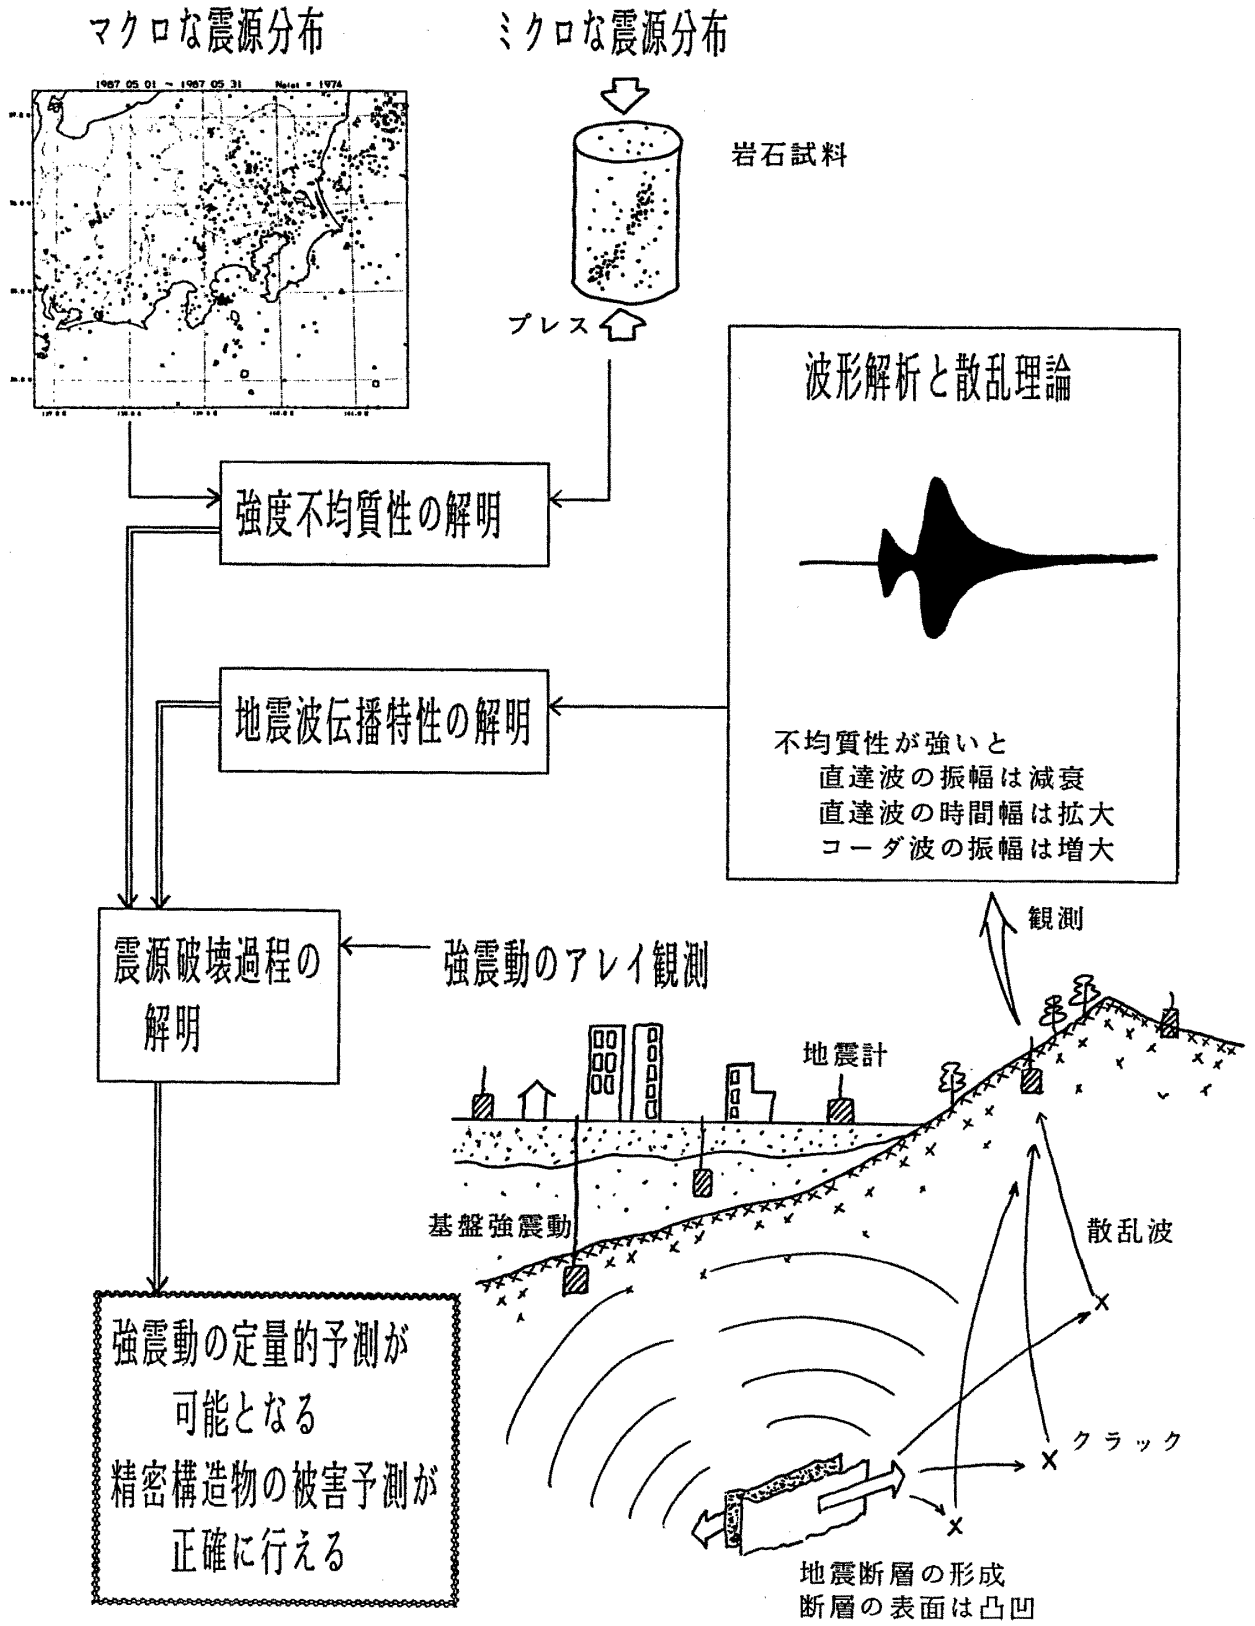 マクロな震源分布
ミクロな震源分布
1987 05 01 ~ 1987 05 31 Ntotal = 1974
岩石試料
プレス
波形解析と散乱理論
強度不均質性の解明
地震波伝播特性の解明
不均質性が強いと
直達波の振幅は減衰
直達波の時間幅は拡大
コーダ波の振幅は増大
観測
震源破壊過程の
解明
強震動のアレイ観測
地震計
基盤強震動
散乱波
強震動の定量的予測が
可能となる
精密構造物の被害予測が
正確に行える
クラック
地震断層の形成
断層の表面は凸凹